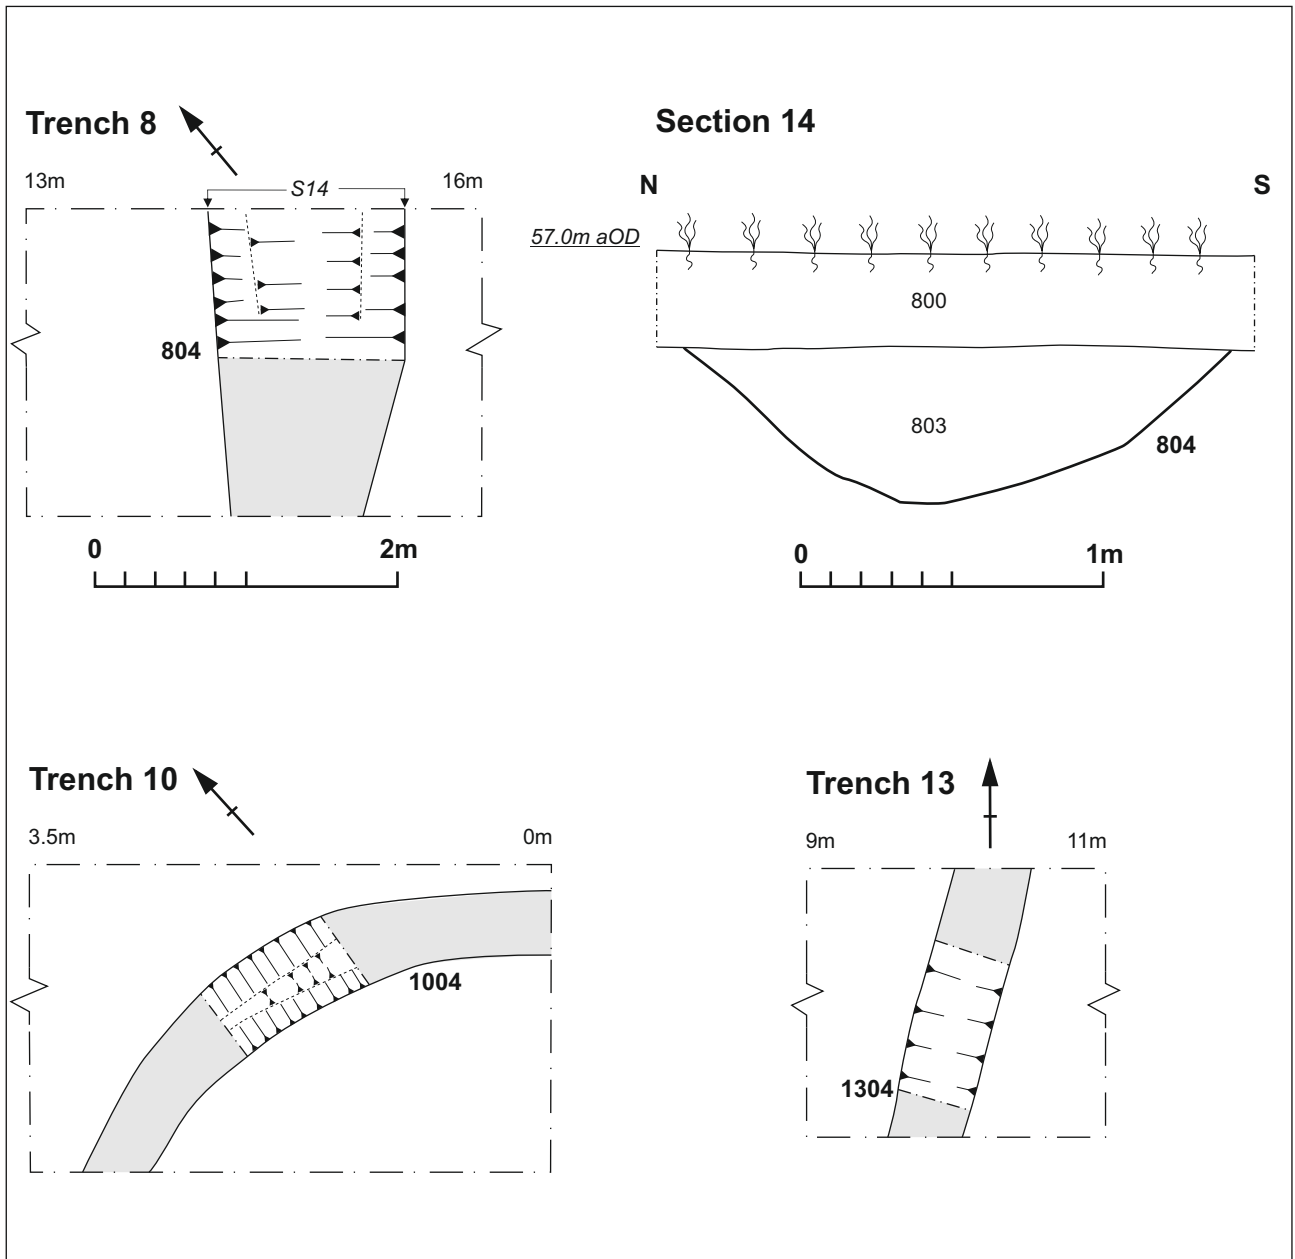 Trench 8
13m
S14
16m
804
0
2m
Section 14
N
S
57.0m aOD
800
803
804
0
1m
Trench 10
3.5m
0m
1004
Trench 13
9m
11m
1304